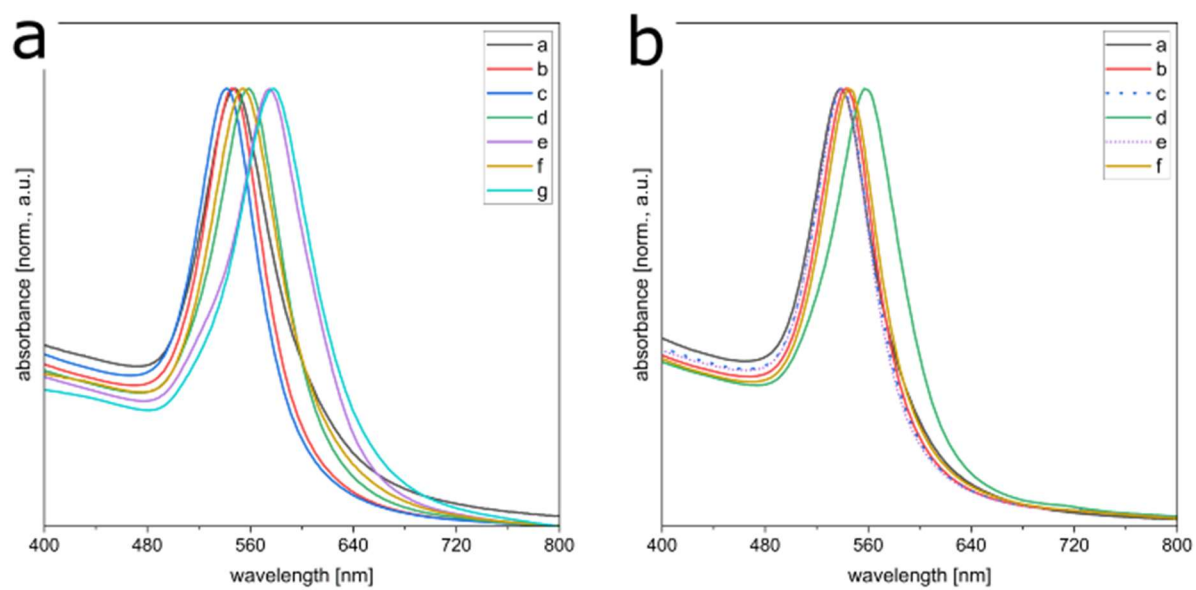 a
a
b
c
d
e
f
g
absorbance [norm., a.u.]
400 480 560 640 720 800
wavelength [nm]
b
a
b
c
d
e
f
absorbance [norm., a.u.]
400 480 560 640 720 800
wavelength [nm]